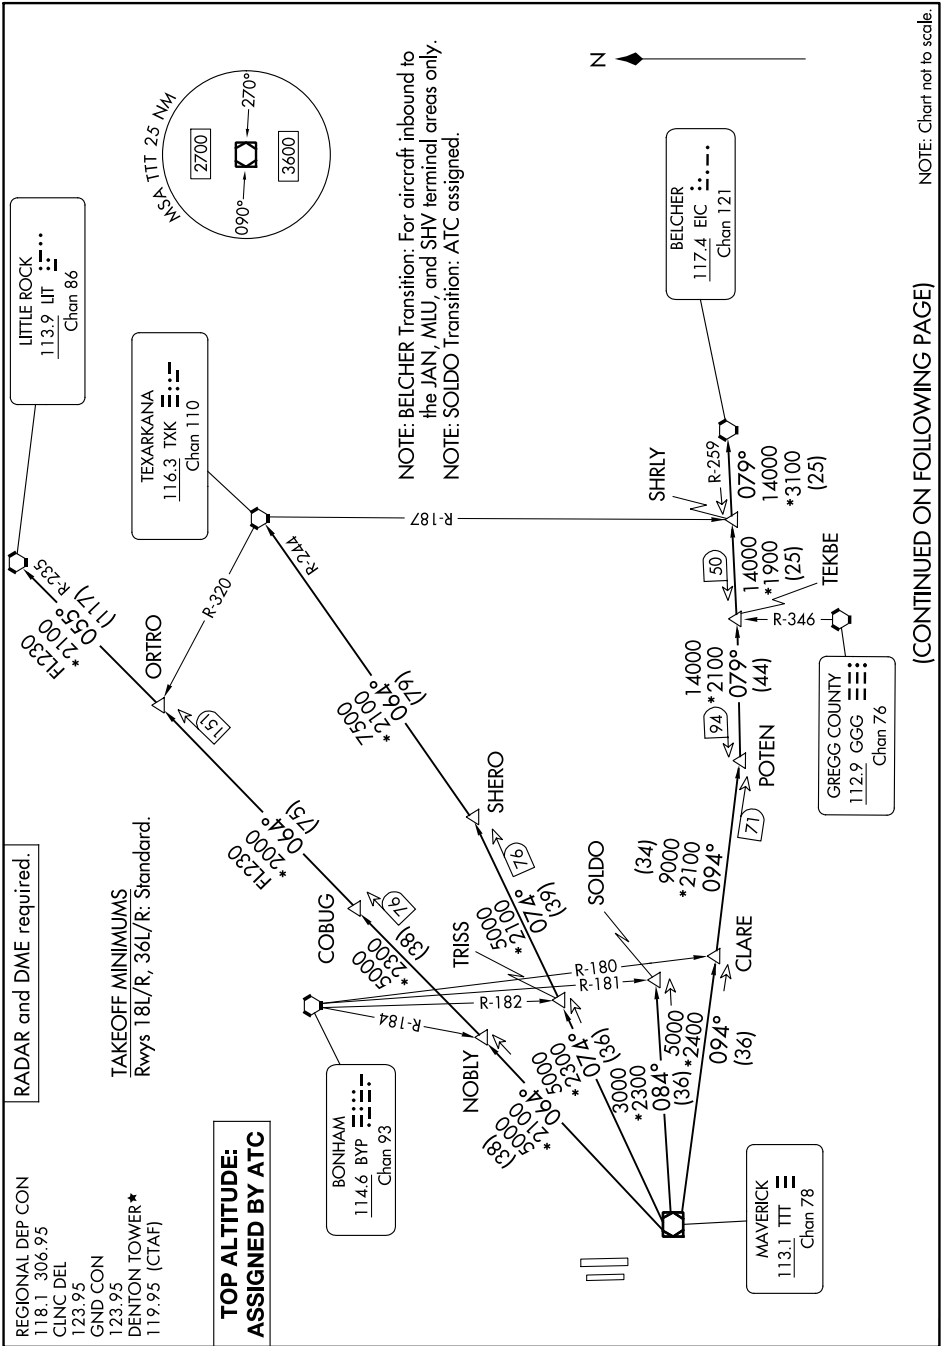 REGIONAL DEP CON
118.1 306.95
CLNC DEL
123.95
GND CON
123.95
DENTON TOWER★
119.95 (CTAF)
RADAR and DME required.
TAKEOFF MINIMUMS
Rwys 18L/R, 36L/R: Standard.
TOP ALTITUDE:
ASSIGNED BY ATC
LITTLE ROCK
113.9 LIT
Chan 86
MSA TTT 25 NM
2700
090°
270°
3600
TEXARKANA
116.3 TXK
Chan 110
BONHAM
114.6 BYP
Chan 93
NOTE: BELCHER Transition: For aircraft inbound to
the JAN, MLU, and SHV terminal areas only.
NOTE: SOLDO Transition: ATC assigned.
N
BELCHER
117.4 EIC
Chan 121
GREGG COUNTY
112.9 GGG
Chan 76
MAVERICK
113.1 TTT
Chan 78
R-235
FL230
*2100
055°
(117)
ORTRO
R-320
151
FL230
*2000
064°
(75)
COBUG
76
5000
*2300
(38)
NOBLY
(38)
5000
*2100
064°
R-184
R-182
R-181
R-180
R-244
7500
*2100
064°
(79)
SHERO
76
5000
*2100
074°
(39)
TRISS
5000
*2300
074°
(36)
SOLDO
3000
*2300
084°
(36)
5000
*2400
094°
(36)
CLARE
(34)
9000
*2100
094°
71
POTEN
94
14000
*2100
079°
(44)
TEKBE
R-346
50
14000
*1900
(25)
SHRLY
R-187
R-259
079°
14000
*3100
(25)
(CONTINUED ON FOLLOWING PAGE)
NOTE: Chart not to scale.